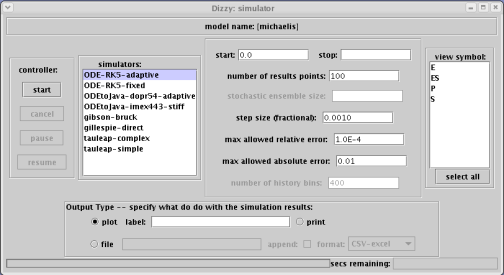 Dizzy: simulator
model name: [michaelis]
controller:
start
cancel
pause
resume
simulators:
ODE-RK5-adaptive
ODE-RK5-fixed
ODEtoJava-dopr54-adaptive
ODEtoJava-imex443-stiff
gibson-bruck
gillespie-direct
tauleap-complex
tauleap-simple
start: 0.0 stop:
number of results points: 100
stochastic ensemble size:
step size (fractional): 0.0010
max allowed relative error: 1.0E-4
max allowed absolute error: 0.01
number of history bins: 400
view symbol:
E
ES
P
S
select all
Output Type -- specify what do do with the simulation results:
plot label: print
file append: format: CSV-excel
secs remaining: